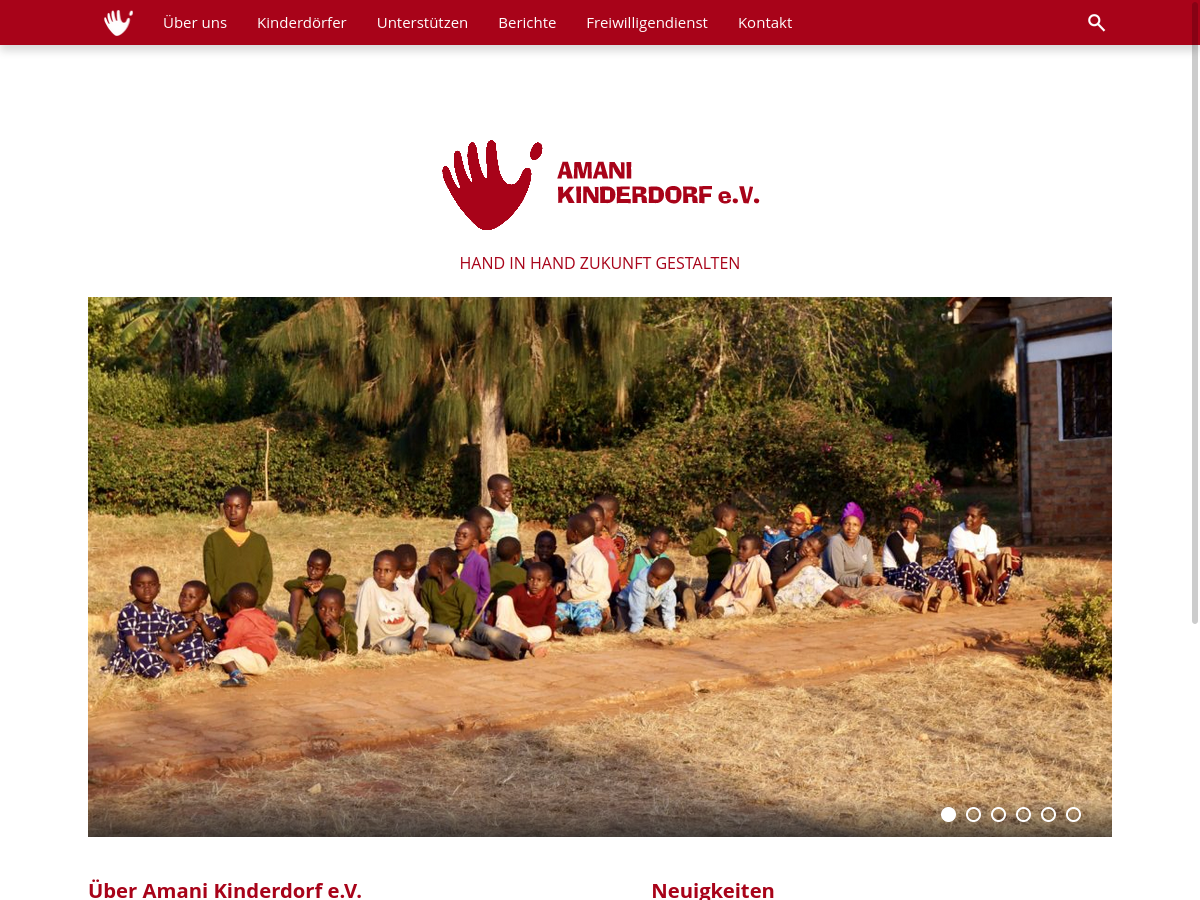 Über uns
Kinderdörfer
Unterstützen
Berichte
Freiwilligendienst
Kontakt
AMANI
KINDERDORF e.V.
HAND IN HAND ZUKUNFT GESTALTEN
Über Amani Kinderdorf e.V.
Neuigkeiten